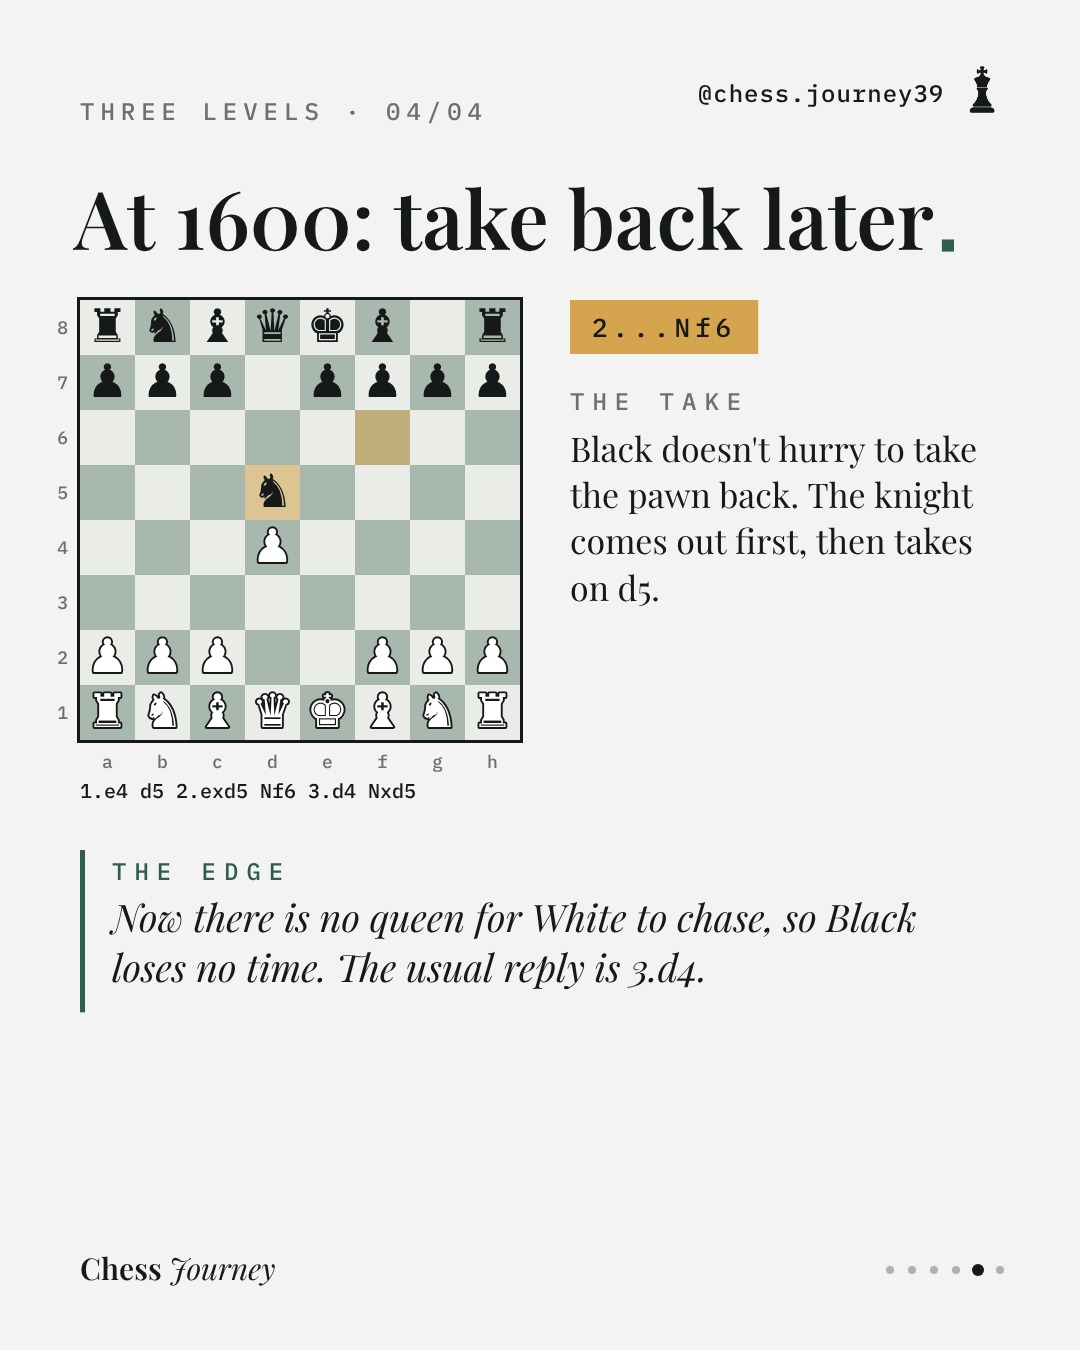 THREE LEVELS · 04/04
@chess.journey39
At 1600: take back later.
2...Nf6
THE TAKE
Black doesn't hurry to take
the pawn back. The knight
comes out first, then takes
on d5.
8
7
6
5
4
3
2
1
a b c d e f g h
1.e4 d5 2.exd5 Nf6 3.d4 Nxd5
THE EDGE
Now there is no queen for White to chase, so Black
loses no time. The usual reply is 3.d4.
Chess Journey